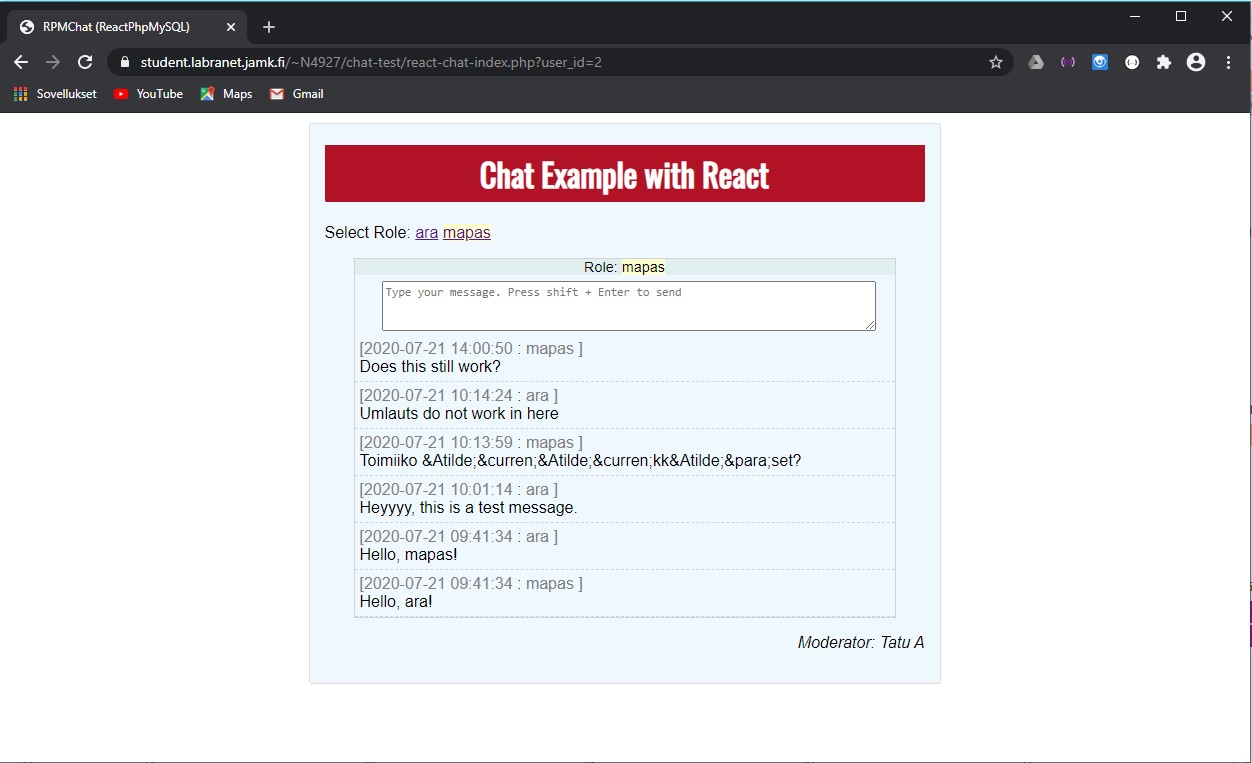 RPMChat (ReactPhpMySQL)
student.labranet.jamk.fi/~N4927/chat-test/react-chat-index.php?user_id=2
Sovellukset YouTube Maps Gmail
Chat Example with React
Select Role: ara mapas
Role: mapas
Type your message. Press shift + Enter to send
[2020-07-21 14:00:50 : mapas ]
Does this still work?
[2020-07-21 10:14:24 : ara ]
Umlauts do not work in here
[2020-07-21 10:13:59 : mapas ]
Toimiiko &Atilde;&curren;&Atilde;&curren;kk&Atilde;&para;set?
[2020-07-21 10:01:14 : ara ]
Heyyyy, this is a test message.
[2020-07-21 09:41:34 : ara ]
Hello, mapas!
[2020-07-21 09:41:34 : mapas ]
Hello, ara!
Moderator: Tatu A